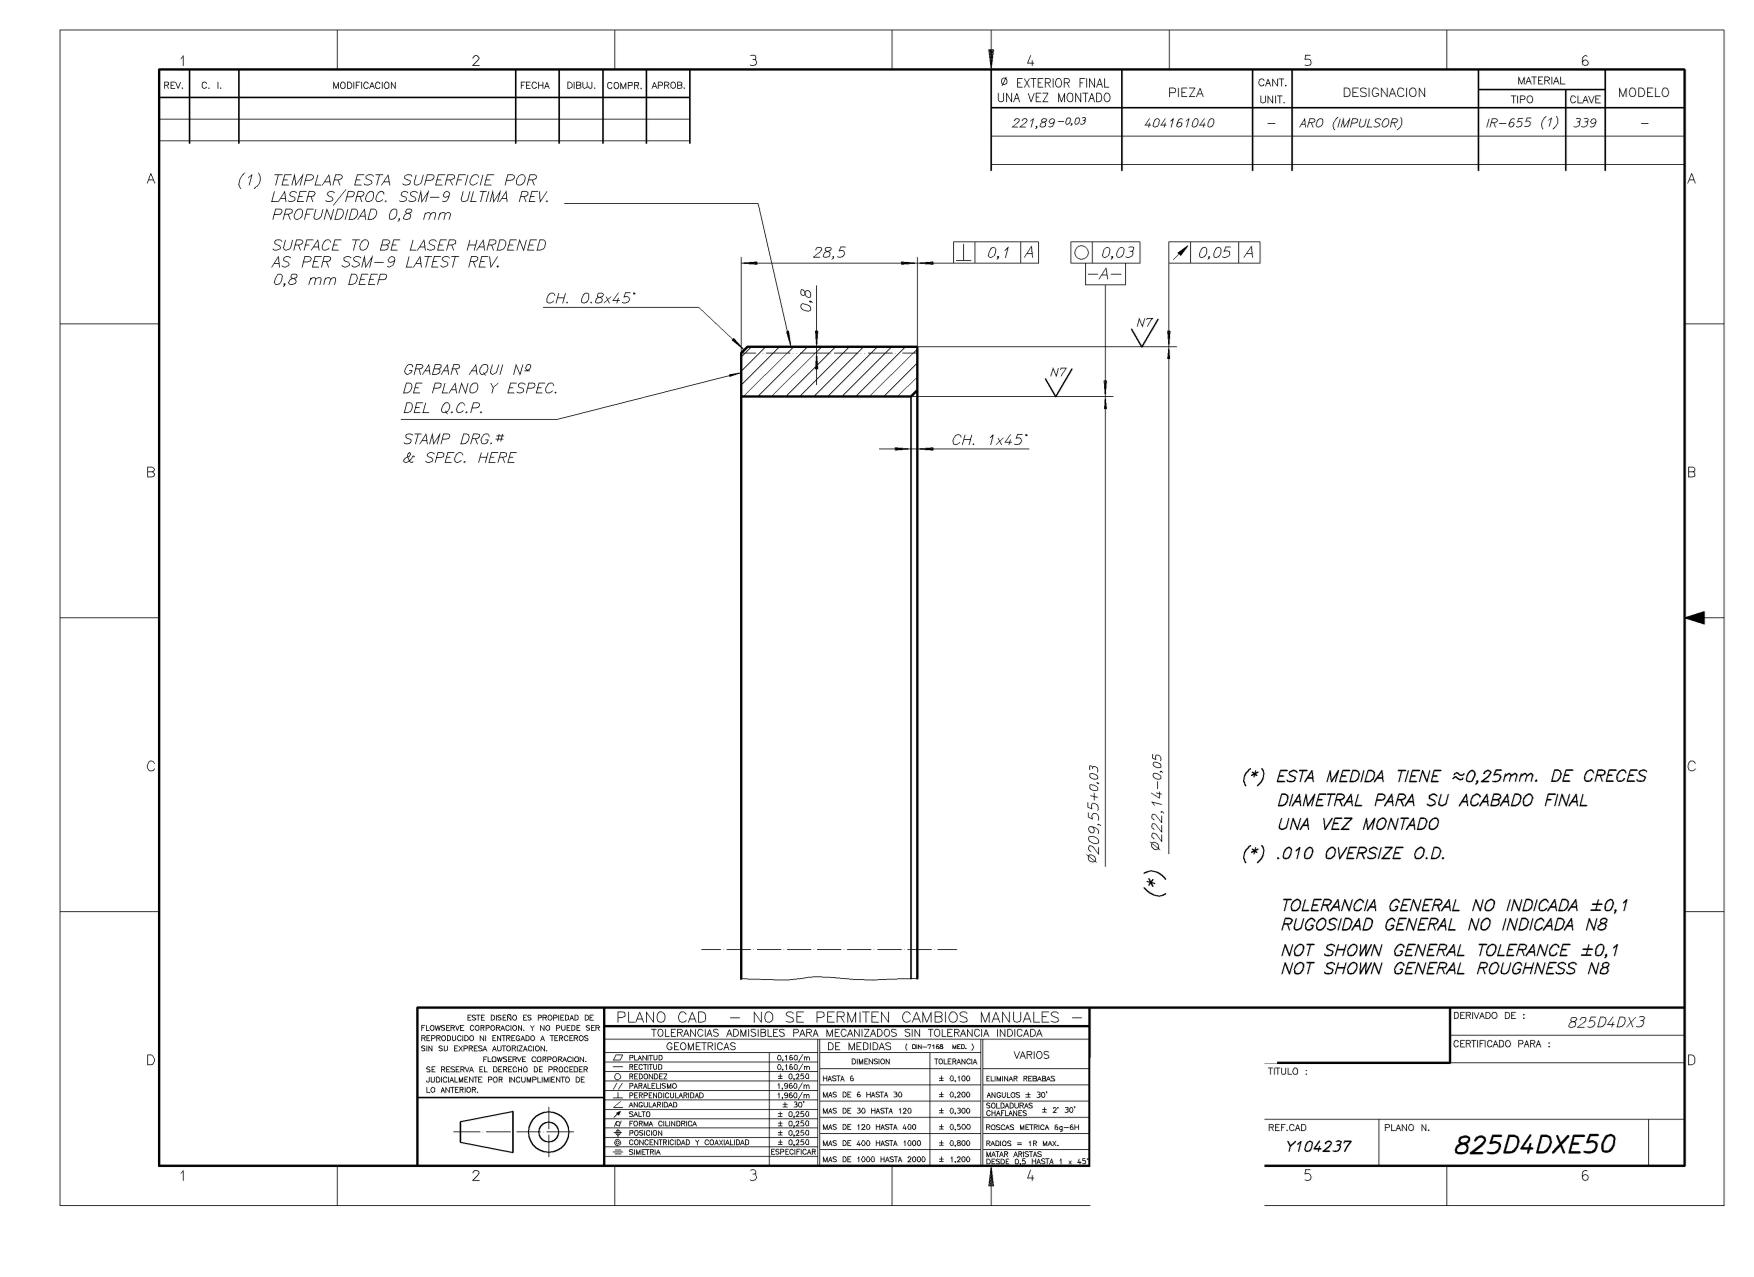 1 2 3 4 5 6
REV. C. I. MODIFICACION FECHA DIBUJ. COMPR. APROB.
Ø EXTERIOR FINAL
UNA VEZ MONTADO
PIEZA
CANT.
UNIT.
DESIGNACION
MATERIAL
TIPO CLAVE
MODELO
221,89-0,03 404161040 – ARO (IMPULSOR) IR-655 (1) 339 –
A A
(1) TEMPLAR ESTA SUPERFICIE POR
LASER S/PROC. SSM-9 ULTIMA REV.
PROFUNDIDAD 0,8 mm
SURFACE TO BE LASER HARDENED
AS PER SSM-9 LATEST REV.
0,8 mm DEEP
28,5
⊥ 0,1 A
○ 0,03
-A-
↗ 0,05 A
CH. 0.8x45°
0,8
N7
N7
GRABAR AQUI Nº
DE PLANO Y ESPEC.
DEL Q.C.P.
STAMP DRG.#
& SPEC. HERE
CH. 1x45°
B B
C C
Ø209,55+0,03
(*) Ø222,14-0,05
(*) ESTA MEDIDA TIENE ≈0,25mm. DE CRECES
DIAMETRAL PARA SU ACABADO FINAL
UNA VEZ MONTADO
(*) .010 OVERSIZE O.D.
TOLERANCIA GENERAL NO INDICADA ±0,1
RUGOSIDAD GENERAL NO INDICADA N8
NOT SHOWN GENERAL TOLERANCE ±0,1
NOT SHOWN GENERAL ROUGHNESS N8
D D
ESTE DISEÑO ES PROPIEDAD DE
FLOWSERVE CORPORACION. Y NO PUEDE SER
REPRODUCIDO NI ENTREGADO A TERCEROS
SIN SU EXPRESA AUTORIZACION.
FLOWSERVE CORPORACION.
SE RESERVA EL DERECHO DE PROCEDER
JUDICIALMENTE POR INCUMPLIMIENTO DE
LO ANTERIOR.
PLANO CAD – NO SE PERMITEN CAMBIOS MANUALES –
TOLERANCIAS ADMISIBLES PARA MECANIZADOS SIN TOLERANCIA INDICADA
GEOMETRICAS
PLANITUD 0,160/m
RECTITUD 0,160/m
REDONDEZ ± 0,250
PARALELISMO 1,960/m
PERPENDICULARIDAD 1,960/m
ANGULARIDAD ± 30'
SALTO ± 0,250
FORMA CILINDRICA ± 0,250
POSICION ± 0,250
CONCENTRICIDAD Y COAXIALIDAD ± 0,250
SIMETRIA ESPECIFICAR
DE MEDIDAS ( DIN-7168 MED. )
DIMENSION TOLERANCIA
HASTA 6 ± 0,100
MAS DE 6 HASTA 30 ± 0,200
MAS DE 30 HASTA 120 ± 0,300
MAS DE 120 HASTA 400 ± 0,500
MAS DE 400 HASTA 1000 ± 0,800
MAS DE 1000 HASTA 2000 ± 1,200
VARIOS
ELIMINAR REBABAS
ANGULOS ± 30'
SOLDADURAS
CHAFLANES ± 2° 30'
ROSCAS METRICA 6g-6H
RADIOS = 1R MAX.
MATAR ARISTAS
DESDE 0,5 HASTA 1 x 45°
DERIVADO DE : 825D4DX3
CERTIFICADO PARA :
TITULO :
REF.CAD
Y104237
PLANO N.
825D4DXE50
1 2 3 4 5 6